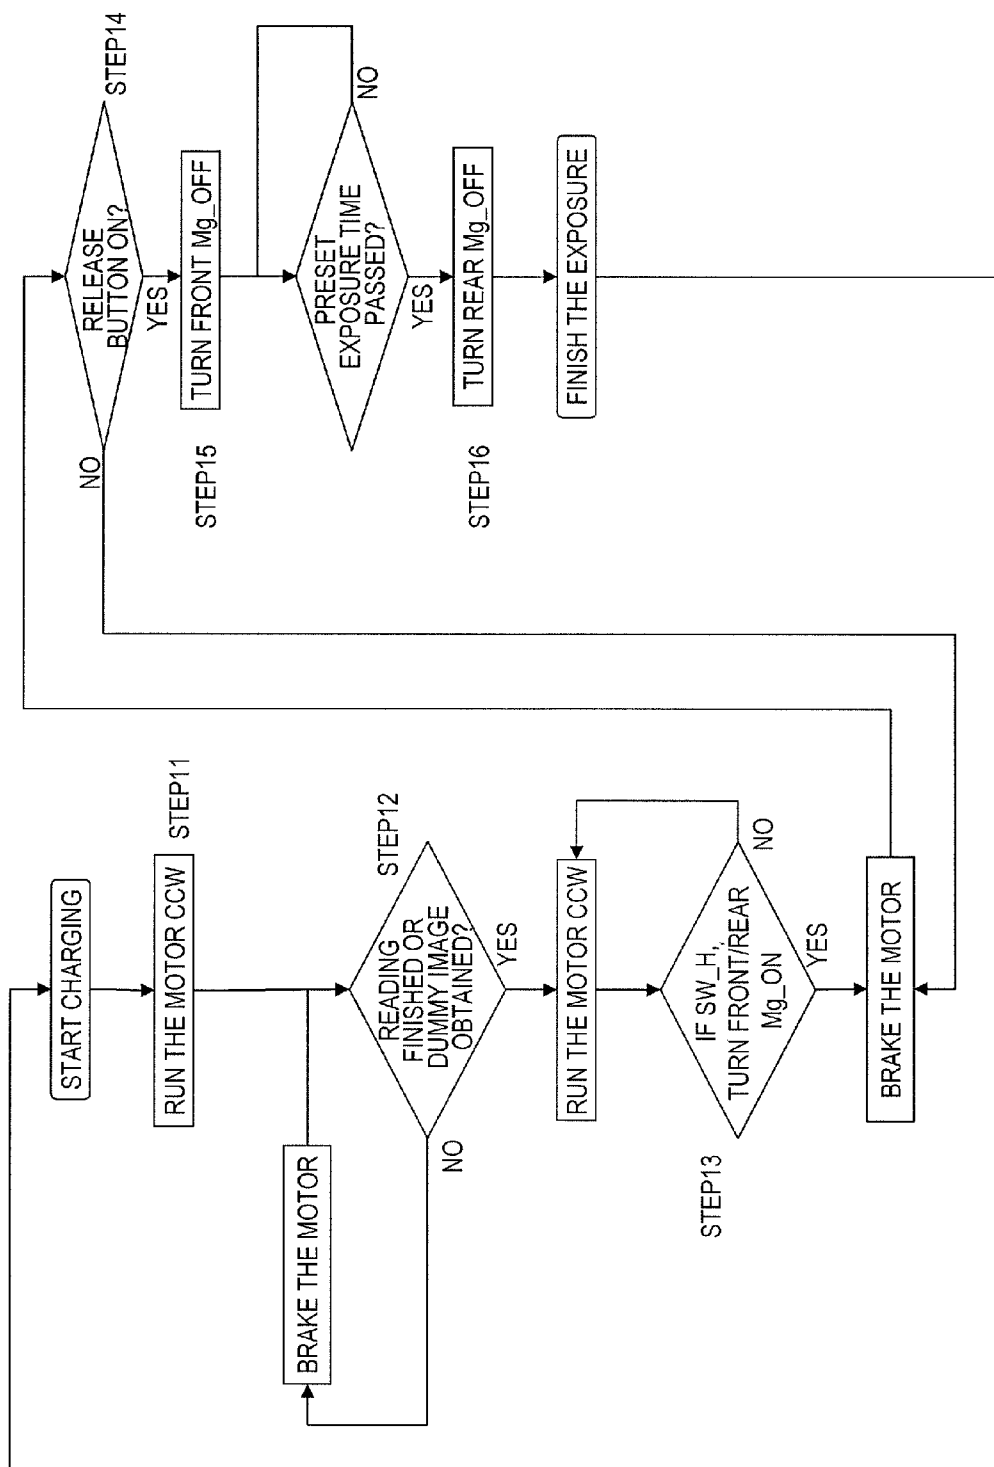 START CHARGING
RUN THE MOTOR CCW
STEP11
BRAKE THE MOTOR
READING
FINISHED OR
DUMMY IMAGE
OBTAINED?
STEP12
NO
YES
RUN THE MOTOR CCW
STEP13
IF SW_H,
TURN FRONT/REAR
Mg_ON
NO
YES
BRAKE THE MOTOR
RELEASE
BUTTON ON?
STEP14
NO
YES
STEP15
TURN FRONT Mg_OFF
PRESET
EXPOSURE TIME
PASSED?
NO
YES
STEP16
TURN REAR Mg_OFF
FINISH THE EXPOSURE